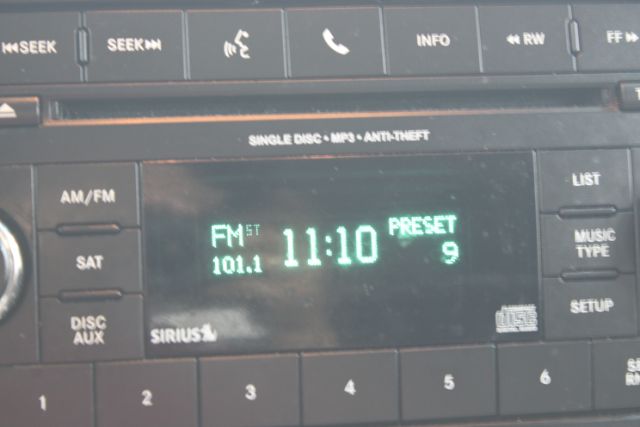 SEEK
SEEK
INFO
RW
FF
SINGLE DISC • MP3 • ANTI-THEFT
AM/FM
SAT
DISC
AUX
FM ST
101.1
11:10
PRESET
9
SIRIUS
LIST
MUSIC
TYPE
SETUP
1
2
3
4
5
6